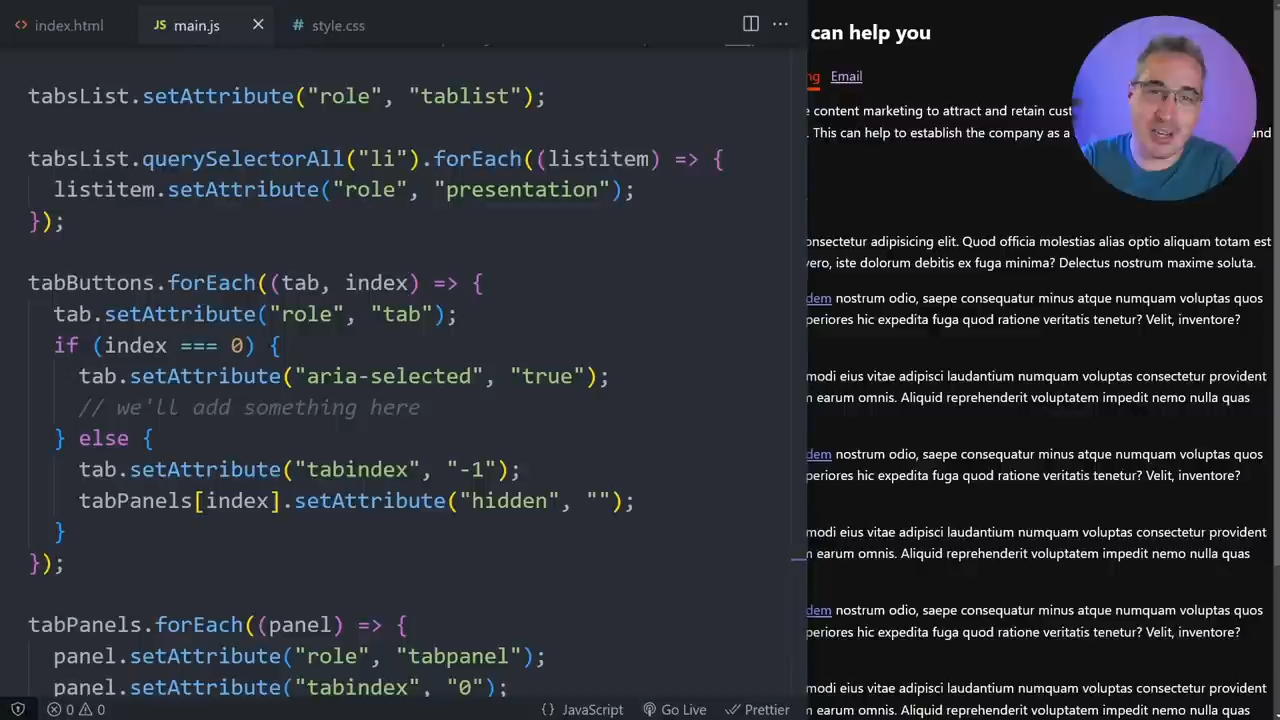 index.html
JS main.js
# style.css
tabsList.setAttribute("role", "tablist");
tabsList.querySelectorAll("li").forEach((listitem) => {
listitem.setAttribute("role", "presentation");
});
tabButtons.forEach((tab, index) => {
tab.setAttribute("role", "tab");
if (index === 0) {
tab.setAttribute("aria-selected", "true");
// we'll add something here
} else {
tab.setAttribute("tabindex", "-1");
tabPanels[index].setAttribute("hidden", "");
}
});
tabPanels.forEach((panel) => {
panel.setAttribute("role", "tabpanel");
panel.setAttribute("tabindex", "0");
0 0
{} JavaScript
Go Live
Prettier
can help you
Email
content marketing to attract and retain
. This can help to establish the company as a
and
consectetur adipisicing elit. Quod officia molestias alias optio aliquam totam est
vero, iste dolorum debitis ex fuga minima? Delectus nostrum maxime soluta.
dem nostrum odio, saepe consequatur minus atque numquam voluptas quos
periores hic expedita fuga quod ratione veritatis tenetur? Velit, inventore?
modi eius vitae adipisci laudantium numquam voluptas consectetur provident
earum omnis. Aliquid reprehenderit voluptatem impedit nemo nulla quas
dem nostrum odio, saepe consequatur minus atque numquam voluptas quos
periores hic expedita fuga quod ratione veritatis tenetur? Velit, inventore?
modi eius vitae adipisci laudantium numquam voluptas consectetur provident
earum omnis. Aliquid reprehenderit voluptatem impedit nemo nulla quas
dem nostrum odio, saepe consequatur minus atque numquam voluptas quos
periores hic expedita fuga quod ratione veritatis tenetur? Velit, inventore?
modi eius vitae adipisci laudantium numquam voluptas consectetur provident
earum omnis. Aliquid reprehenderit voluptatem impedit nemo nulla quas